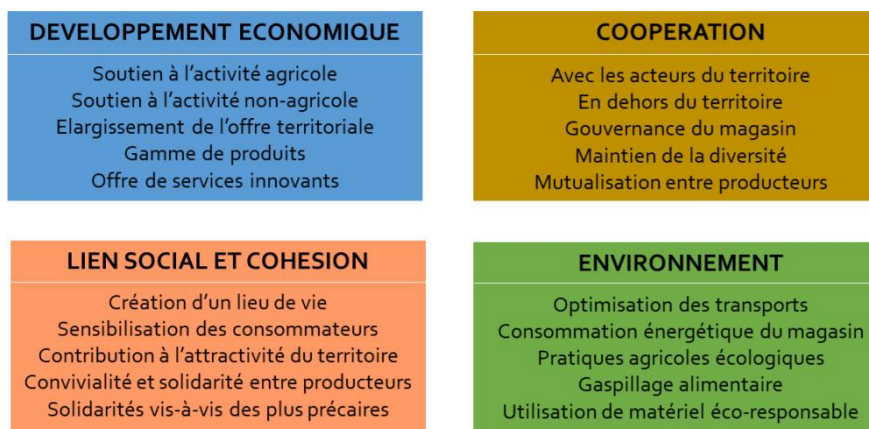 DEVELOPPEMENT ECONOMIQUE
Soutien à l'activité agricole
Soutien à l'activité non-agricole
Elargissement de l'offre territoriale
Gamme de produits
Offre de services innovants
COOPERATION
Avec les acteurs du territoire
En dehors du territoire
Gouvernance du magasin
Maintien de la diversité
Mutualisation entre producteurs
LIEN SOCIAL ET COHESION
Création d'un lieu de vie
Sensibilisation des consommateurs
Contribution à l'attractivité du territoire
Convivialité et solidarité entre producteurs
Solidarités vis-à-vis des plus précaires
ENVIRONNEMENT
Optimisation des transports
Consommation énergétique du magasin
Pratiques agricoles écologiques
Gaspillage alimentaire
Utilisation de matériel éco-responsable